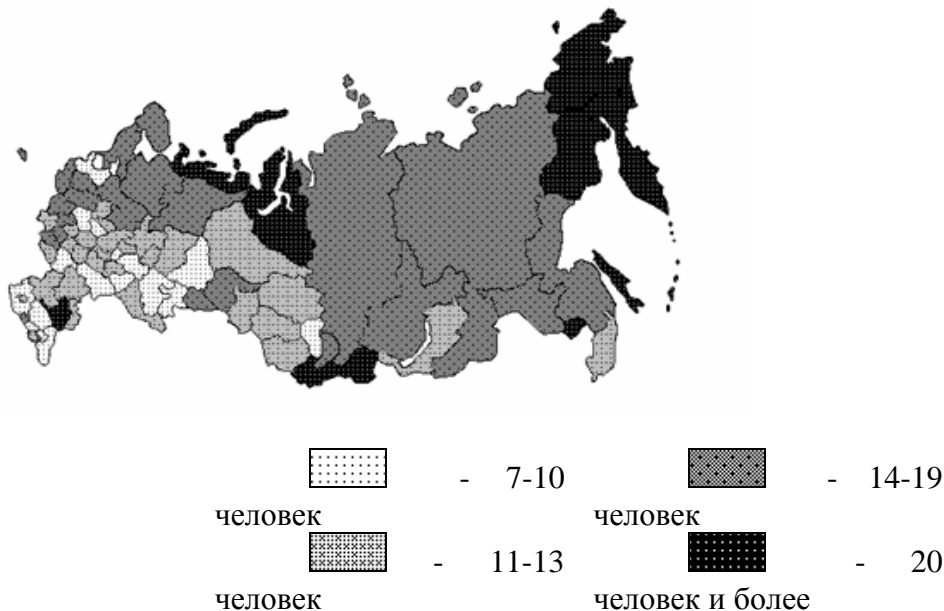 - 7-10 - 14-19
человек человек
- 11-13 - 20
человек человек и более